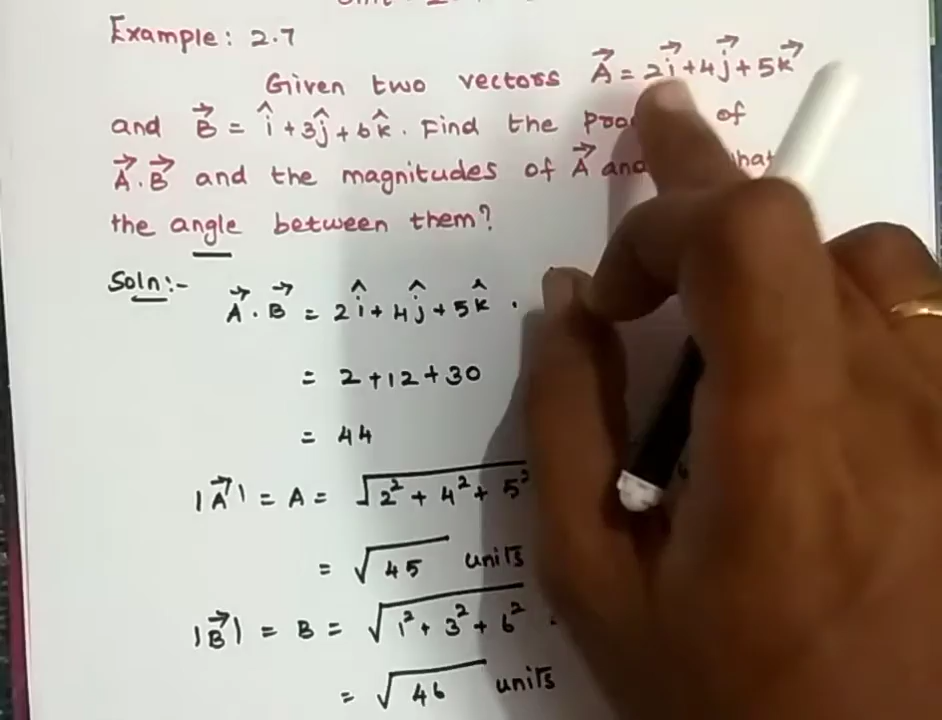 Example: 2.7
Given two vectors A⃗ = 2i⃗ + 4j⃗ + 5k⃗
and B⃗ = î + 3ĵ + 6k̂. Find the of
A⃗.B⃗ and the magnitudes of A⃗ and
the angle between them?
Soln:-
A⃗.B⃗ = 2î + 4ĵ + 5k̂ .
= 2 + 12 + 30
= 44
|A⃗| = A = √2² + 4² + 5²
= √45 units
|B⃗| = B = √1² + 3² + 6²
= √46 units